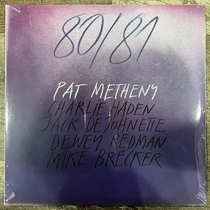 80/81
PAT METHENY
CHARLIE HADEN
JACK DEJOHNETTE
DEWEY REDMAN
MIKE BRECKER